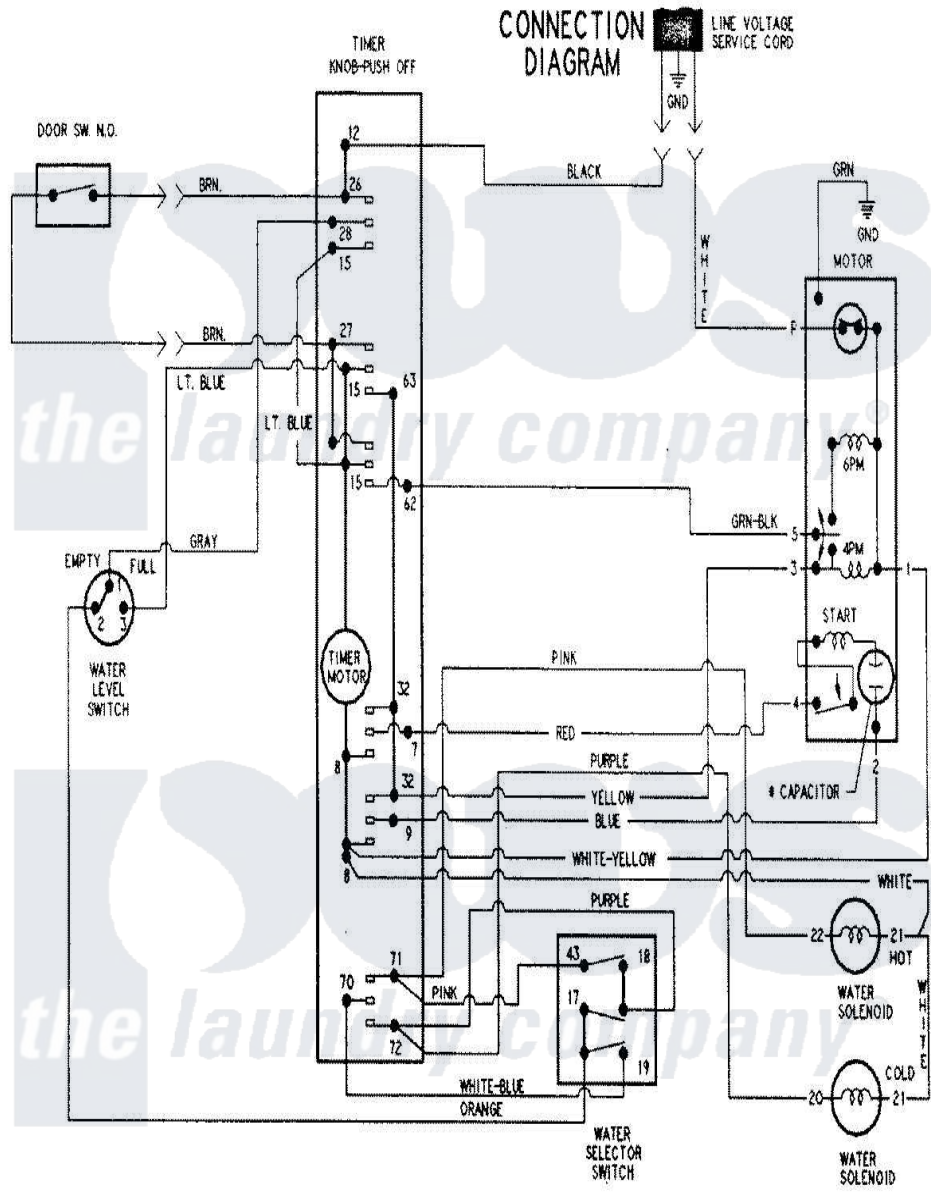 CONNECTION
DIAGRAM
LINE VOLTAGE
SERVICE CORD
GND
TIMER
KNOB-PUSH OFF
DOOR SW. N.O.
12
BLACK
BRN.
26
28
15
GRN
GND
MOTOR
WHITE
P
BRN.
27
LT. BLUE
15
63
LT BLUE
6PM
15
62
GRN-BLK
5
4PM
GRAY
EMPTY
FULL
1
2
3
3
1
WATER
LEVEL
SWITCH
START
TIMER
MOTOR
PINK
32
4
RED
7
8
PURPLE
2
* CAPACITOR
32
YELLOW
BLUE
9
WHITE-YELLOW
8
WHITE
PURPLE
22
21
HOT
WATER
SOLENOID
WHITE
71
43
18
70
PINK
17
72
19
COLD
20
21
WHITE-BLUE
ORANGE
WATER
SELECTOR
SWITCH
WATER
SOLENOID
the laundry company®
the laundry company